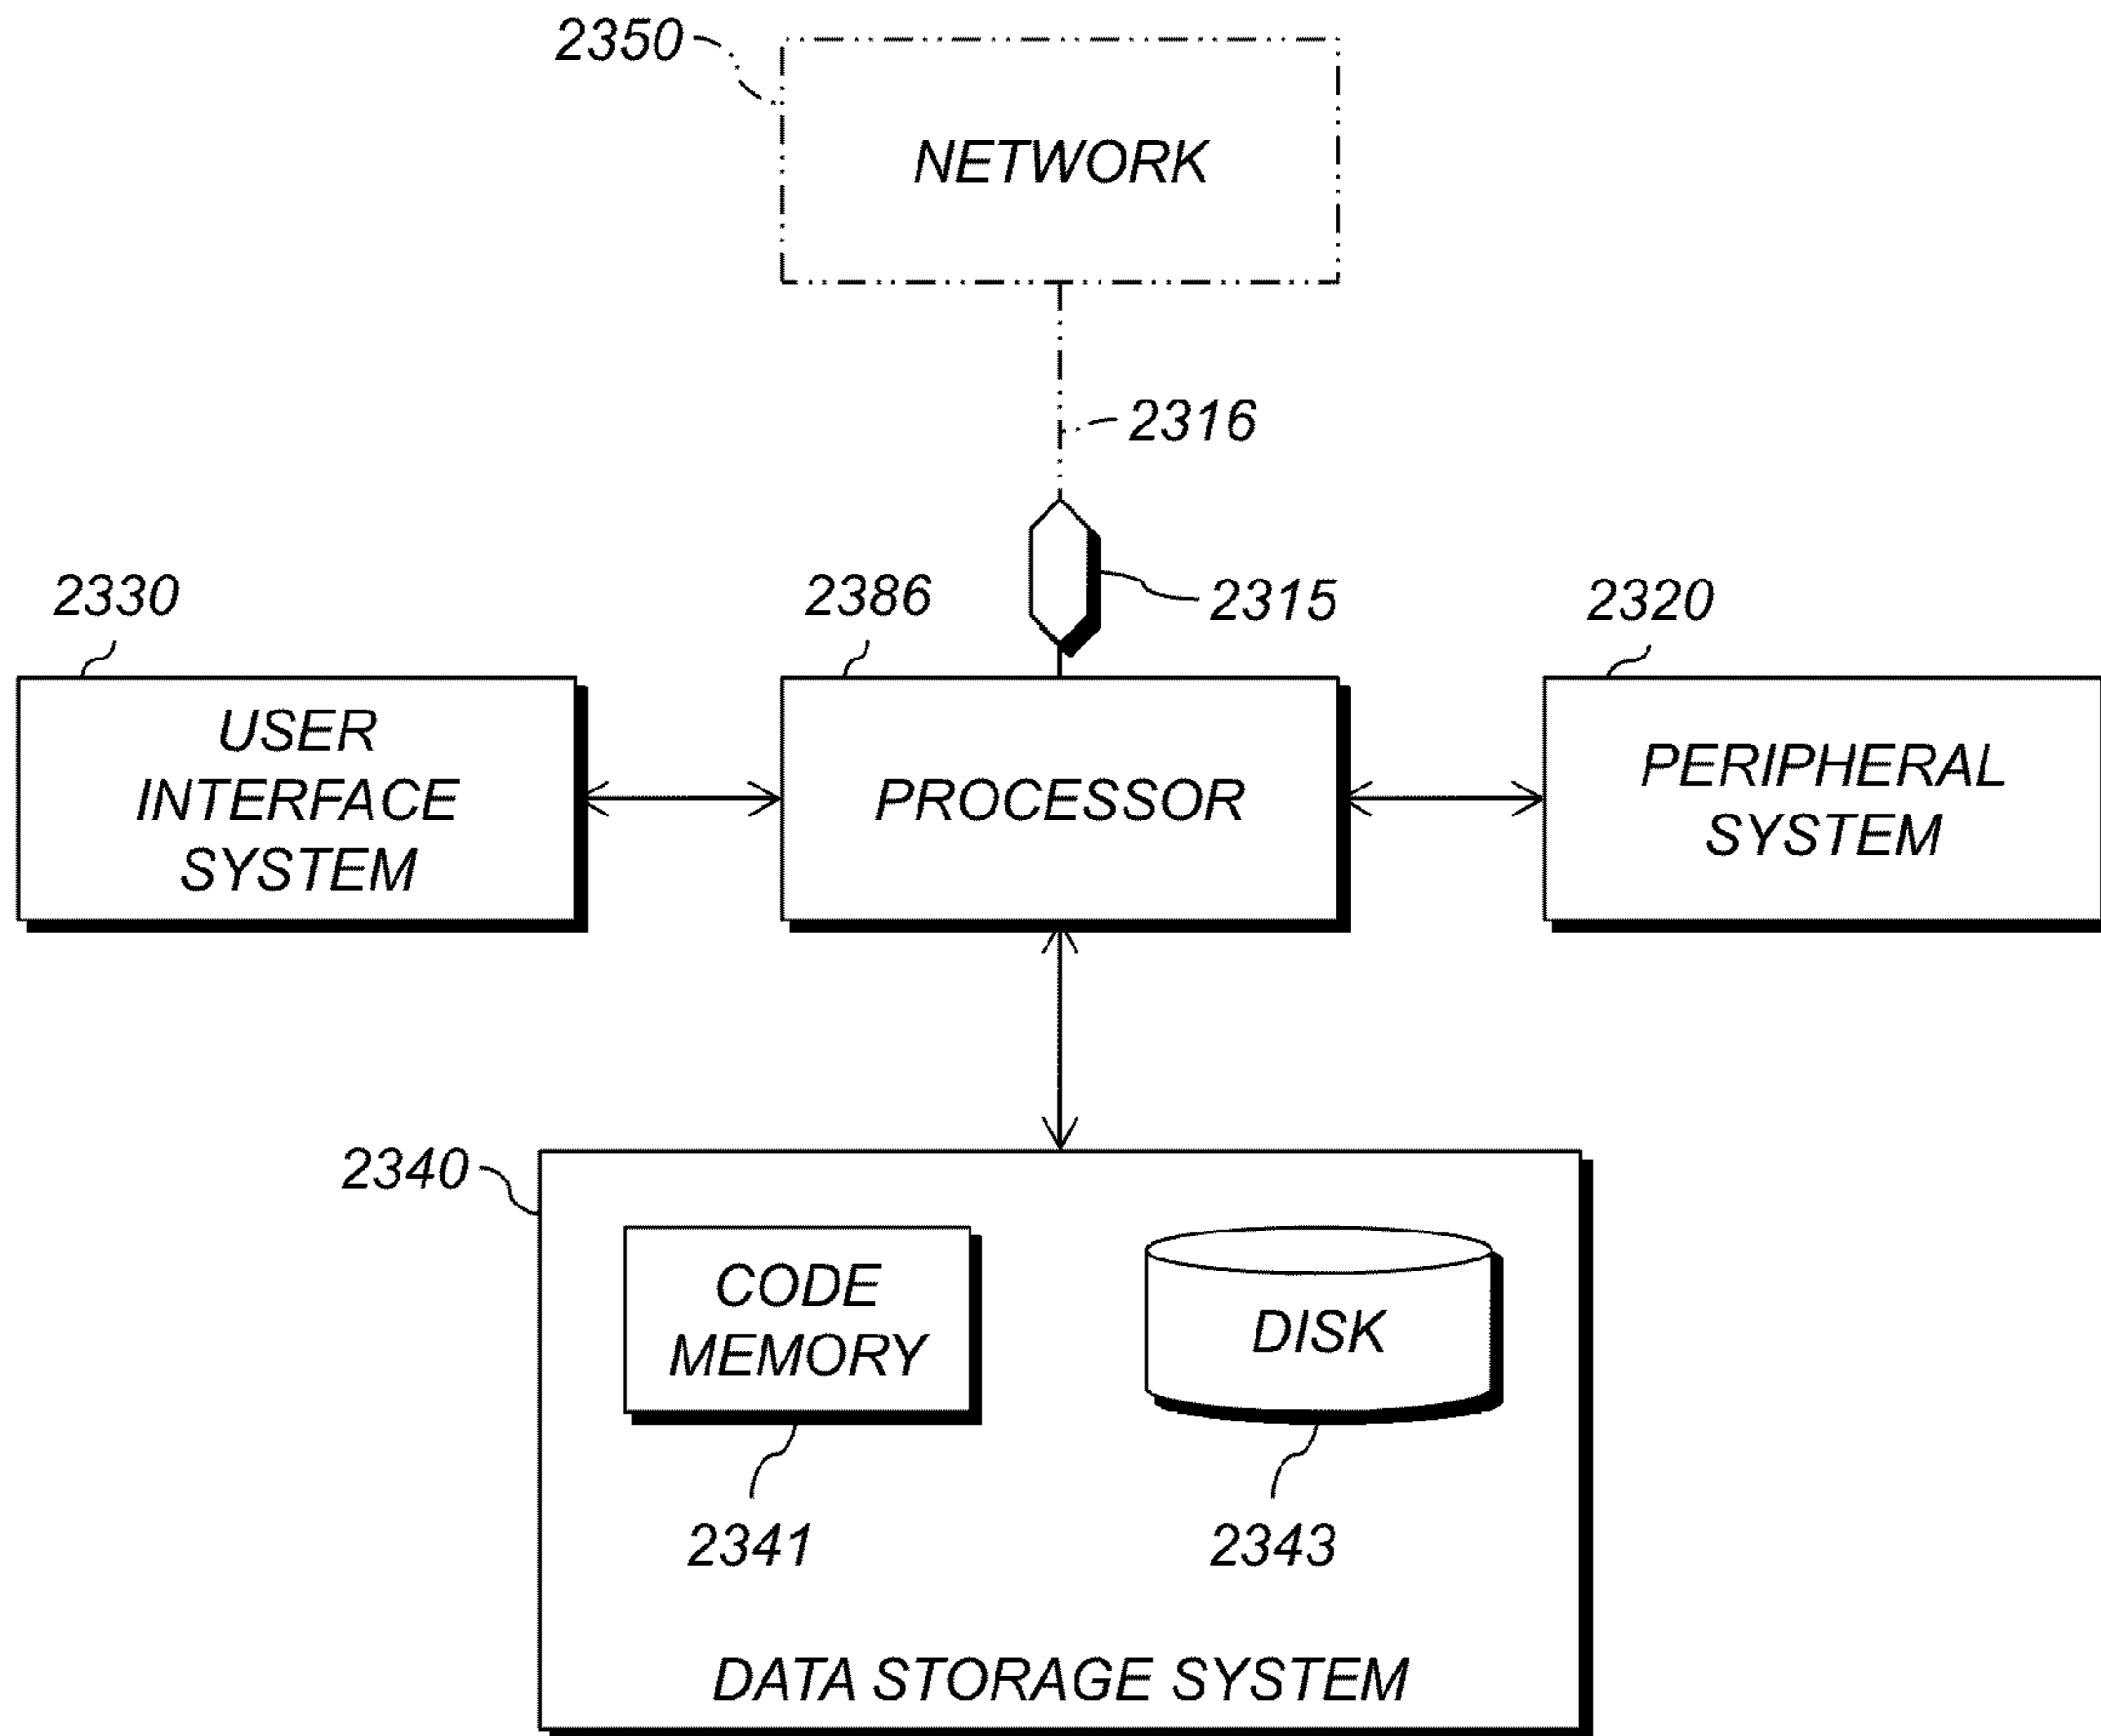 2350
NETWORK
2316
2315
2330
2386
2320
USER
INTERFACE
SYSTEM
PROCESSOR
PERIPHERAL
SYSTEM
2340
CODE
MEMORY
DISK
2341
2343
DATA STORAGE SYSTEM